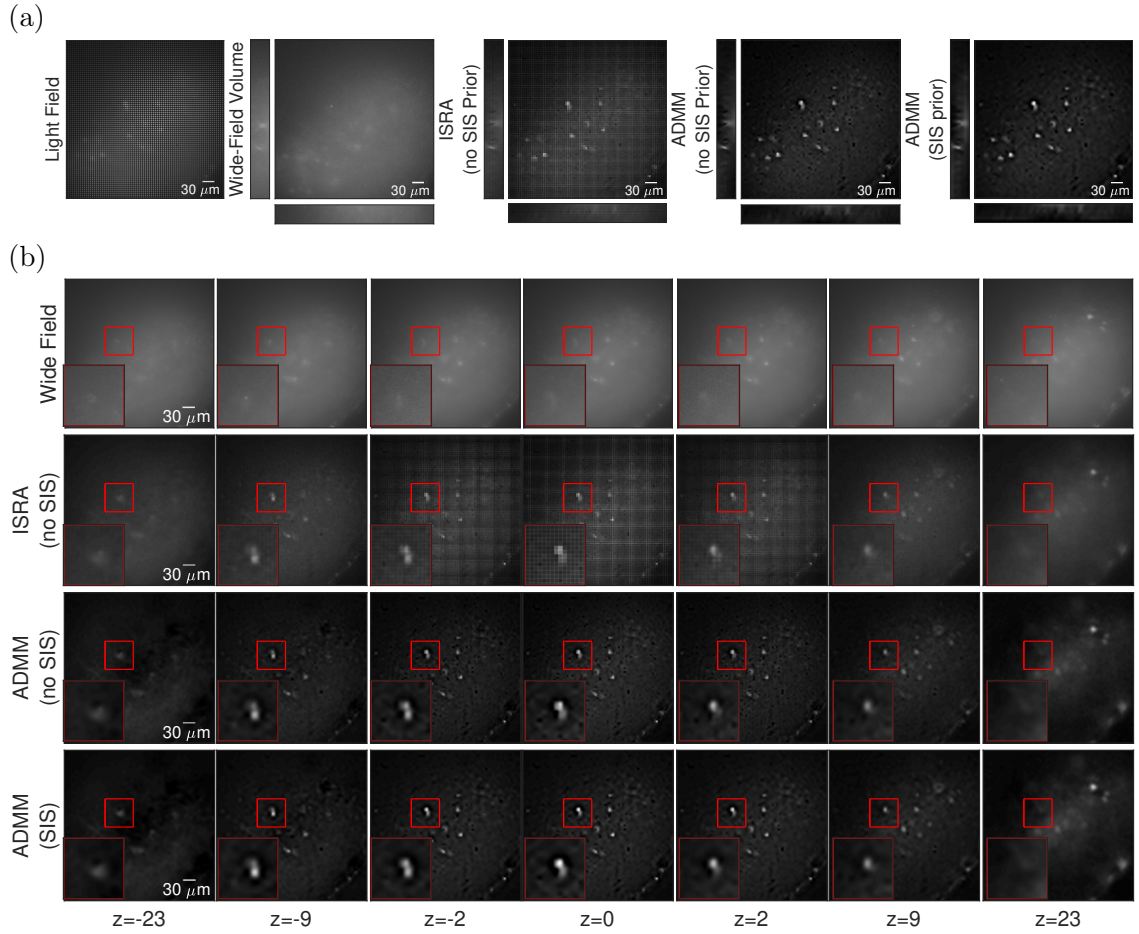 (a)
Light Field
30 μm
Wide-Field Volume
30 μm
ISRA
(no SIS Prior)
30 μm
ADMM
(no SIS Prior)
30 μm
ADMM
(SIS prior)
30 μm
(b)
Wide Field
30 μm
ISRA
(no SIS)
30 μm
ADMM
(no SIS)
30 μm
ADMM
(SIS)
30 μm
z=-23 z=-9 z=-2 z=0 z=2 z=9 z=23